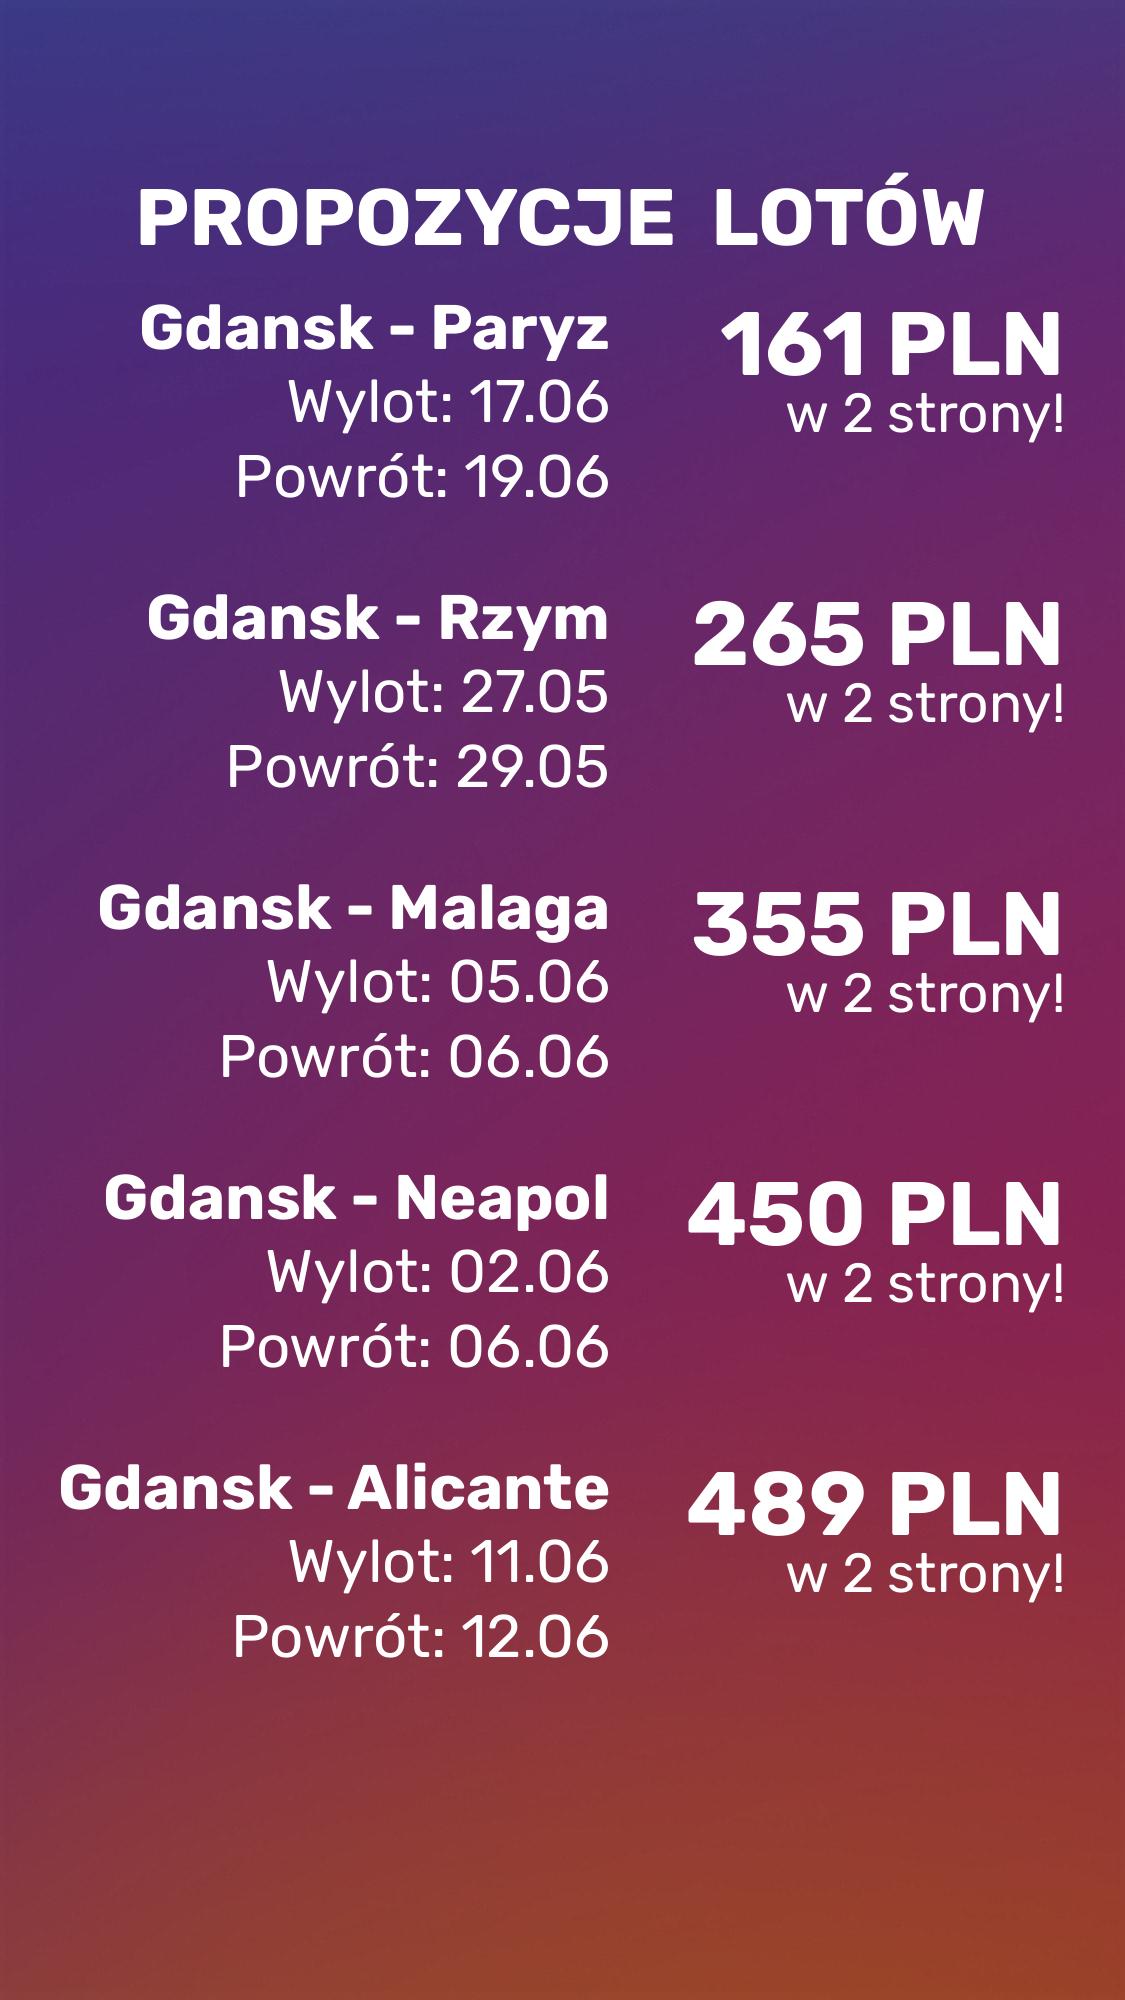 PROPOZYCJE LOTÓW
Gdansk - Paryz
Wylot: 17.06
Powrót: 19.06
161 PLN
w 2 strony!
Gdansk - Rzym
Wylot: 27.05
Powrót: 29.05
265 PLN
w 2 strony!
Gdansk - Malaga
Wylot: 05.06
Powrót: 06.06
355 PLN
w 2 strony!
Gdansk - Neapol
Wylot: 02.06
Powrót: 06.06
450 PLN
w 2 strony!
Gdansk - Alicante
Wylot: 11.06
Powrót: 12.06
489 PLN
w 2 strony!